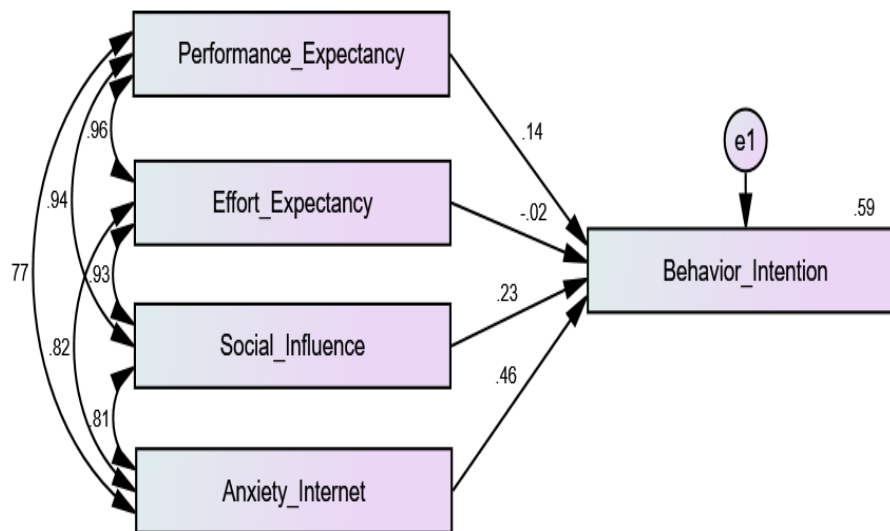 Performance_Expectancy
.96
.14
e1
.94
Effort_Expectancy
-.02
.59
77
.93
Behavior_Intention
.23
.82
Social_Influence
.46
.81
Anxiety_Internet